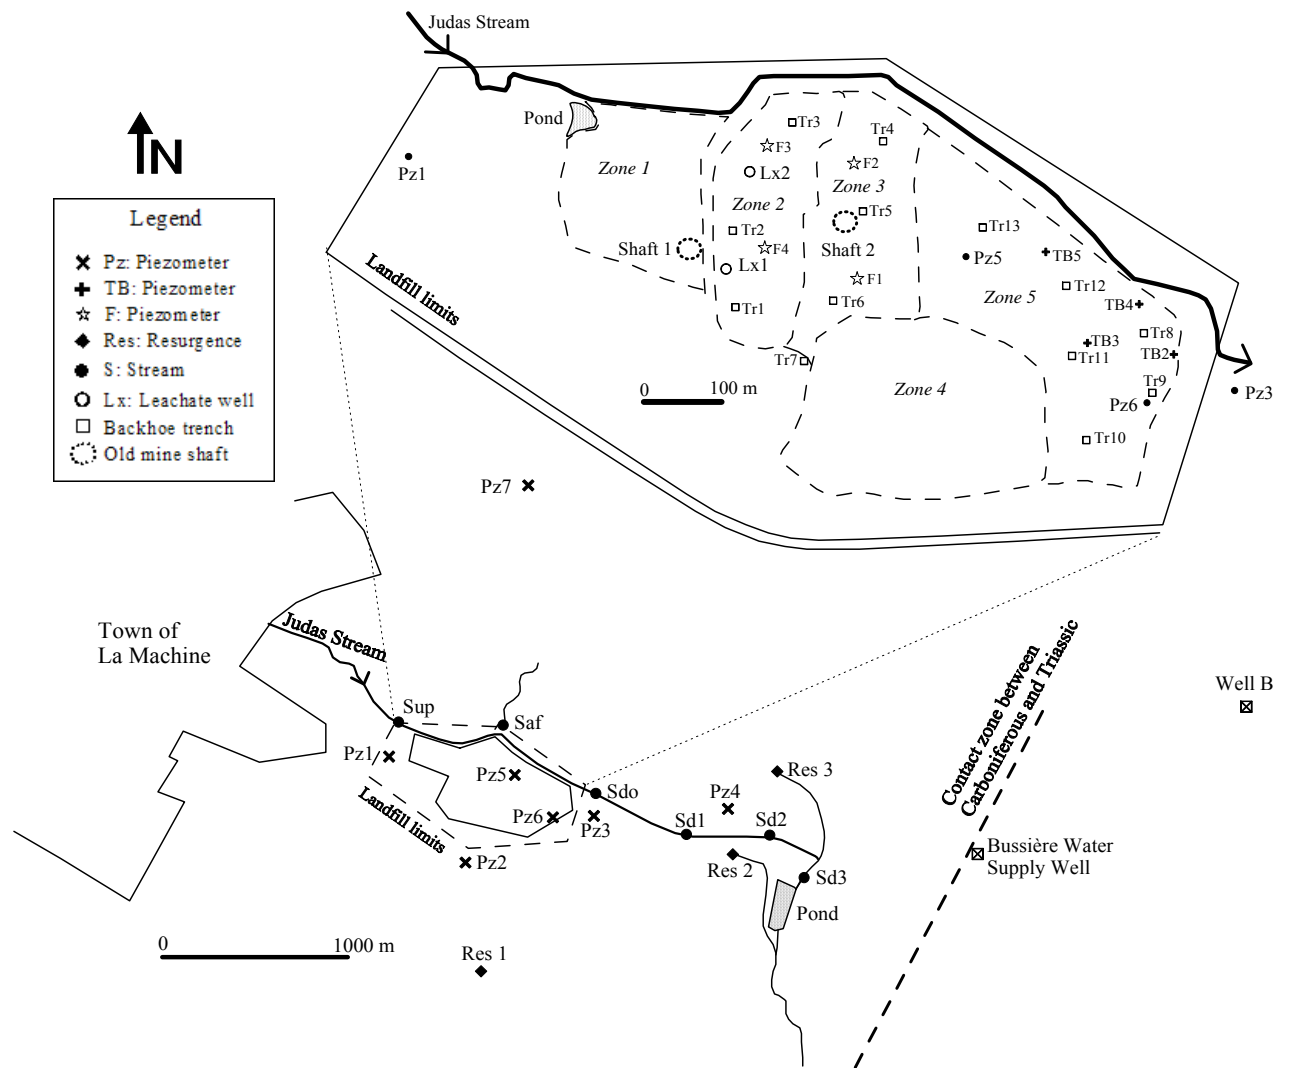 Judas Stream
Pond
N
Pz1
Zone 1
Tr3
F3
Lx2
Zone 2
Tr2
F4
Shaft 1
Lx1
Tr1
Tr7
Tr4
F2
Zone 3
Tr5
Shaft 2
F1
Tr6
Tr13
Pz5
TB5
Zone 5
Tr12
TB4
TB3
Tr8
Tr11
TB2
Tr9
Pz6
Pz3
Tr10
Zone 4
Landfill limits
0 100 m
Legend
Pz: Piezometer
TB: Piezometer
F: Piezometer
Res: Resurgence
S: Stream
Lx: Leachate well
Backhoe trench
Old mine shaft
Pz7
Town of
La Machine
Judas Stream
Sup
Saf
Pz1
Pz5
Pz6
Sdo
Pz3
Landfill limits
Pz2
Pz4
Sd1
Sd2
Res 3
Res 2
Sd3
Pond
Res 1
0 1000 m
Contact zone between
Carboniferous and Triassic
Well B
Bussière Water
Supply Well